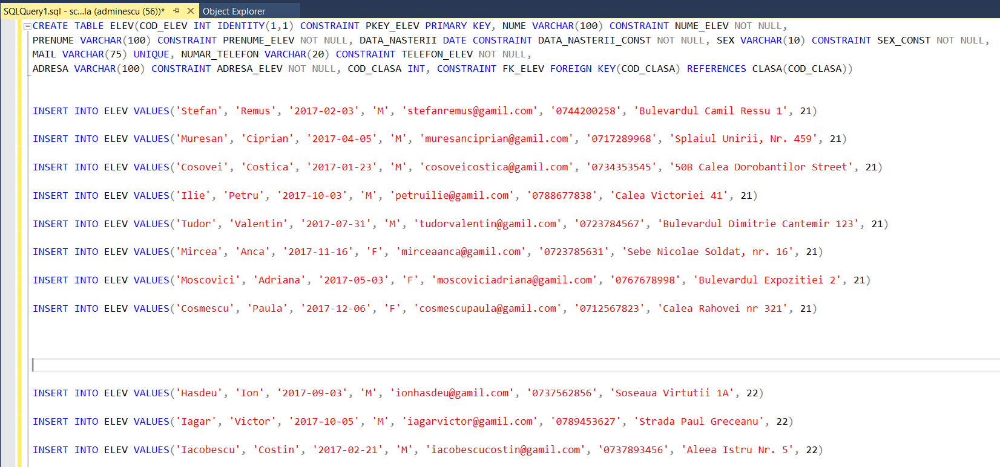 SQLQuery1.sql - sc...la (adminescu (56))* Object Explorer
CREATE TABLE ELEV(COD_ELEV INT IDENTITY(1,1) CONSTRAINT PKEY_ELEV PRIMARY KEY, NUME VARCHAR(100) CONSTRAINT NUME_ELEV NOT NULL,
PRENUME VARCHAR(100) CONSTRAINT PRENUME_ELEV NOT NULL, DATA_NASTERII DATE CONSTRAINT DATA_NASTERII_CONST NOT NULL, SEX VARCHAR(10) CONSTRAINT SEX_CONST NOT NULL,
MAIL VARCHAR(75) UNIQUE, NUMAR_TELEFON VARCHAR(20) CONSTRAINT TELEFON_ELEV NOT NULL,
ADRESA VARCHAR(100) CONSTRAINT ADRESA_ELEV NOT NULL, COD_CLASA INT, CONSTRAINT FK_ELEV FOREIGN KEY(COD_CLASA) REFERENCES CLASA(COD_CLASA))
INSERT INTO ELEV VALUES('Stefan', 'Remus', '2017-02-03', 'M', 'stefanremus@gamil.com', '0744200258', 'Bulevardul Camil Ressu 1', 21)
INSERT INTO ELEV VALUES('Muresan', 'Ciprian', '2017-04-05', 'M', 'muresanciprian@gamil.com', '0717289968', 'Splaiul Unirii, Nr. 459', 21)
INSERT INTO ELEV VALUES('Cosovei', 'Costica', '2017-01-23', 'M', 'cosoveicostica@gamil.com', '0734353545', '50B Calea Dorobantilor Street', 21)
INSERT INTO ELEV VALUES('Ilie', 'Petru', '2017-10-03', 'M', 'petruilie@gamil.com', '0788677838', 'Calea Victoriei 41', 21)
INSERT INTO ELEV VALUES('Tudor', 'Valentin', '2017-07-31', 'M', 'tudorvalentin@gamil.com', '0723784567', 'Bulevardul Dimitrie Cantemir 123', 21)
INSERT INTO ELEV VALUES('Mircea', 'Anca', '2017-11-16', 'F', 'mirceaanca@gamil.com', '0723785631', 'Sebe Nicolae Soldat, nr. 16', 21)
INSERT INTO ELEV VALUES('Moscovici', 'Adriana', '2017-05-03', 'F', 'moscoviciadriana@gamil.com', '0767678998', 'Bulevardul Expozitiei 2', 21)
INSERT INTO ELEV VALUES('Cosmescu', 'Paula', '2017-12-06', 'F', 'cosmescupaula@gamil.com', '0712567823', 'Calea Rahovei nr 321', 21)
INSERT INTO ELEV VALUES('Hasdeu', 'Ion', '2017-09-03', 'M', 'ionhasdeu@gamil.com', '0737562856', 'Soseaua Virtutii 1A', 22)
INSERT INTO ELEV VALUES('Iagar', 'Victor', '2017-10-05', 'M', 'iagarvictor@gamil.com', '0789453627', 'Strada Paul Greceanu', 22)
INSERT INTO ELEV VALUES('Iacobescu', 'Costin', '2017-02-21', 'M', 'iacobescucostin@gamil.com', '0737893456', 'Aleea Istru Nr. 5', 22)